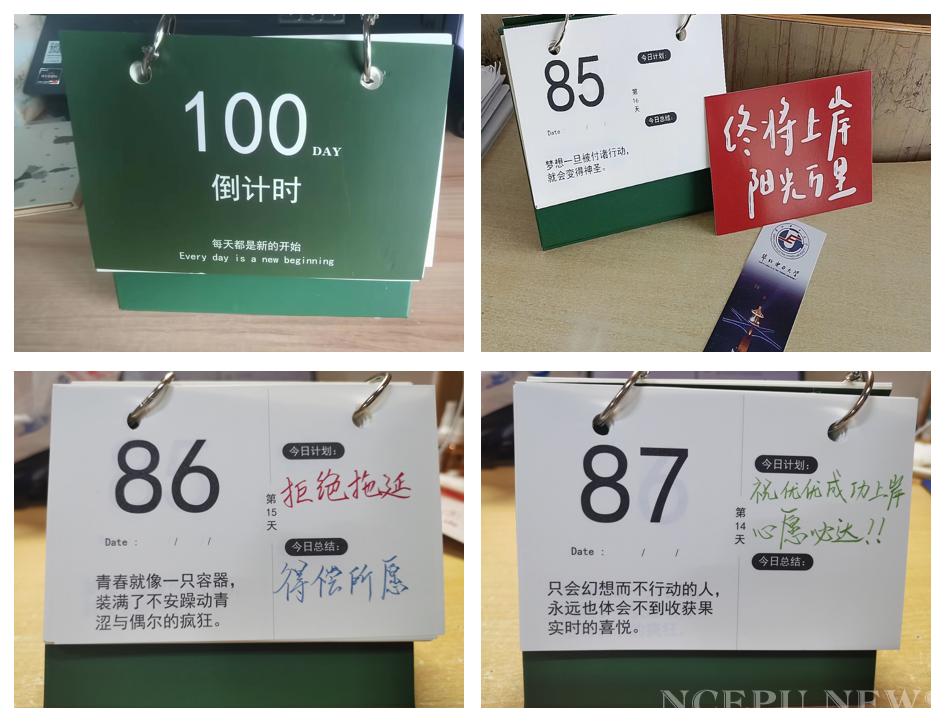 100 DAY
倒计时
每天都是新的开始
Every day is a new beginning
85
今日计划:
第
16
天
Date / /
今日总结:
梦想一旦被付诸行动,
就会变得神圣。
终将上岸
阳光万里
华北电力大学
86
今日计划:
拒绝拖延
第
15
天
Date : / /
今日总结:
得偿所愿
青春就像一只容器,
装满了不安躁动青
涩与偶尔的疯狂。
87
今日计划:
祝优优成功上岸
心愿必达!!
第
14
天
Date : / /
今日总结:
只会幻想而不行动的人,
永远也体会不到收获果
实时的喜悦。
NCEPU NEWS